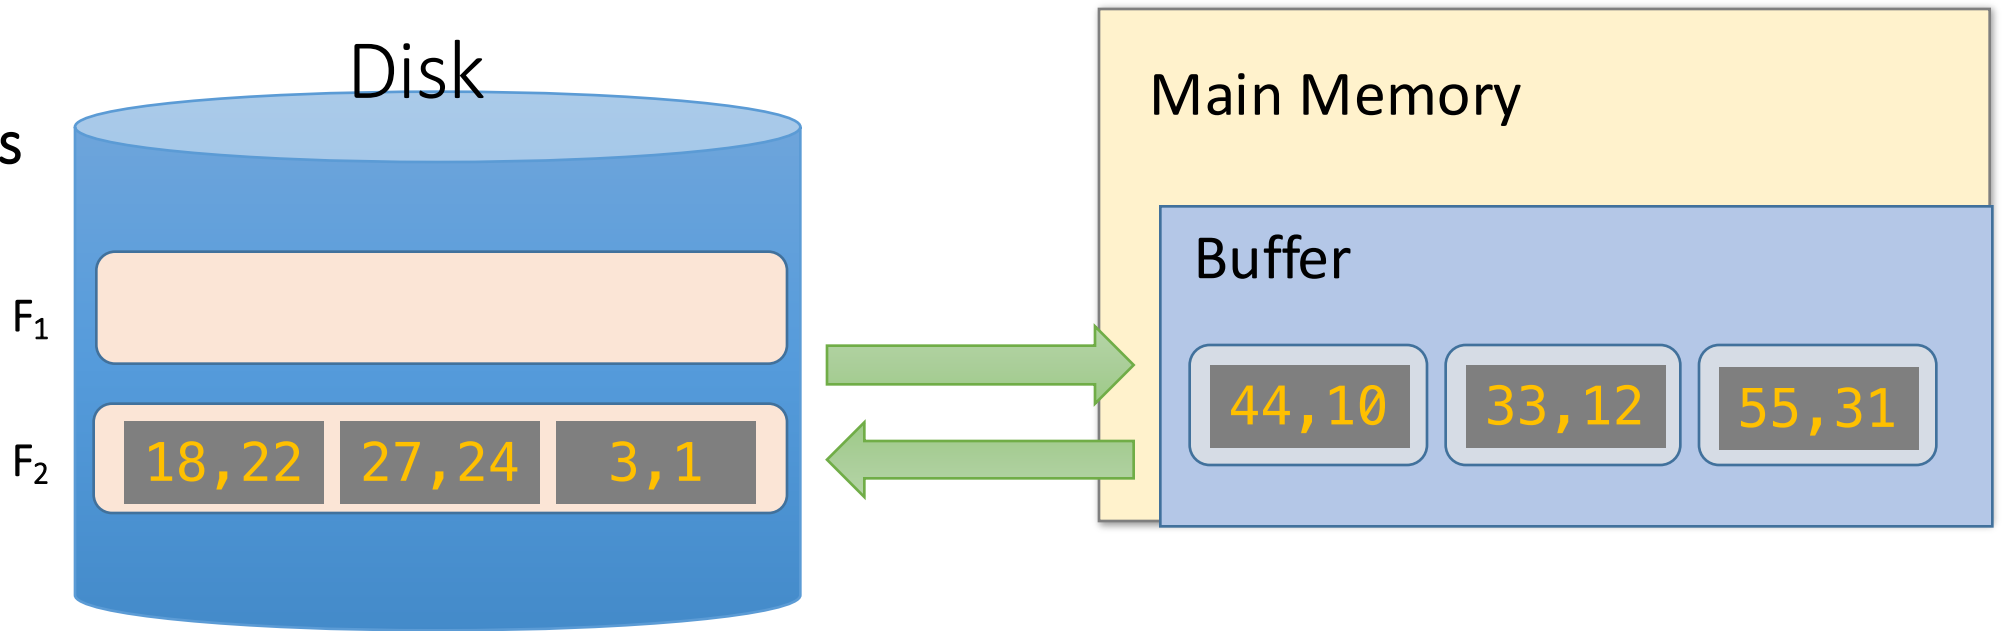 Disk
s
F₁
F₂
18,22 27,24 3,1
Main Memory
Buffer
44,10 33,12 55,31